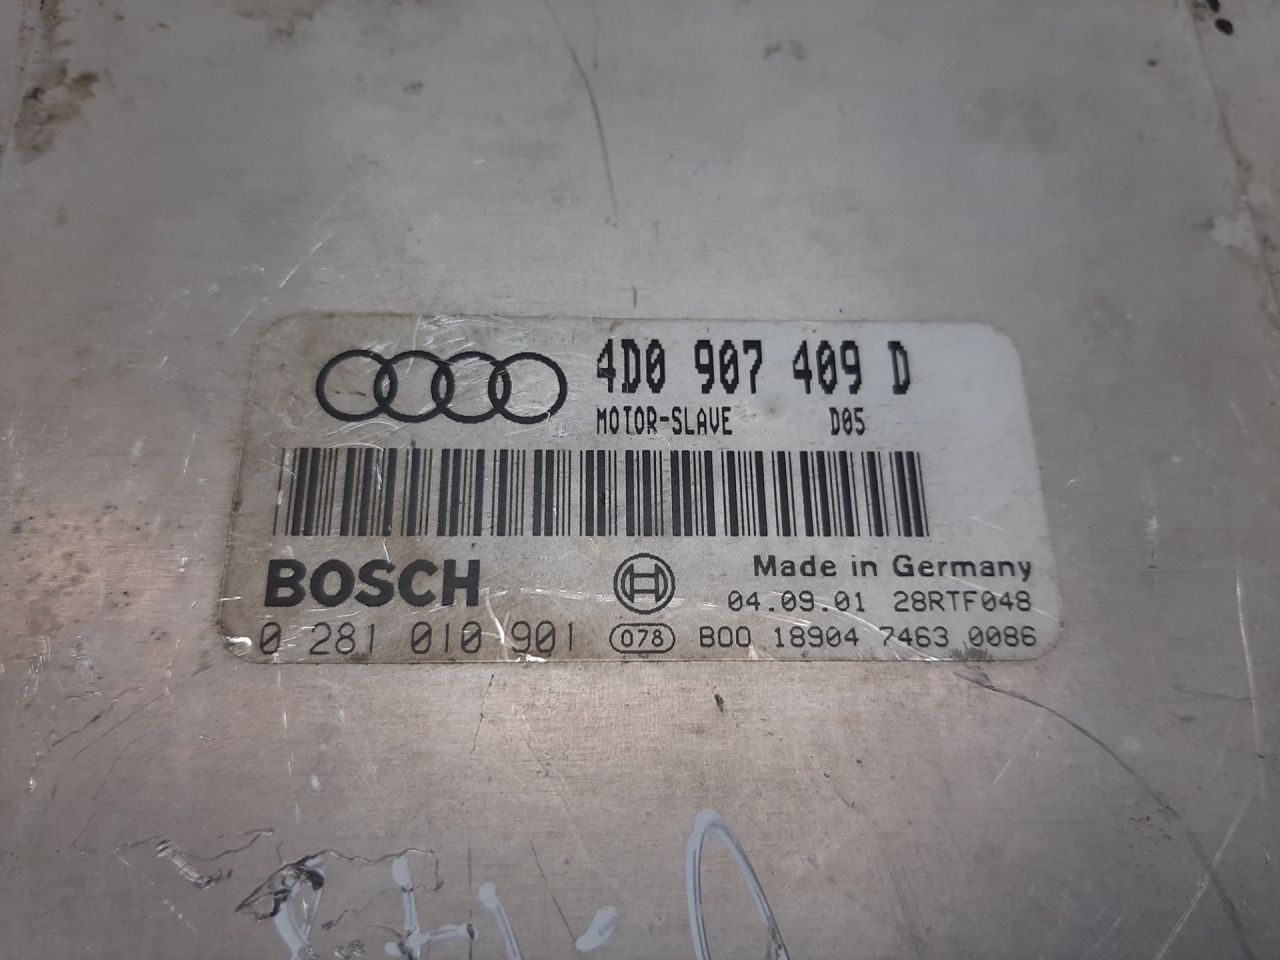 4D0 907 409 D
MOTOR-SLAVE D05
BOSCH
Made in Germany
04.09.01 28RTF048
0 281 010 901 078 B00 18904 7463 0086